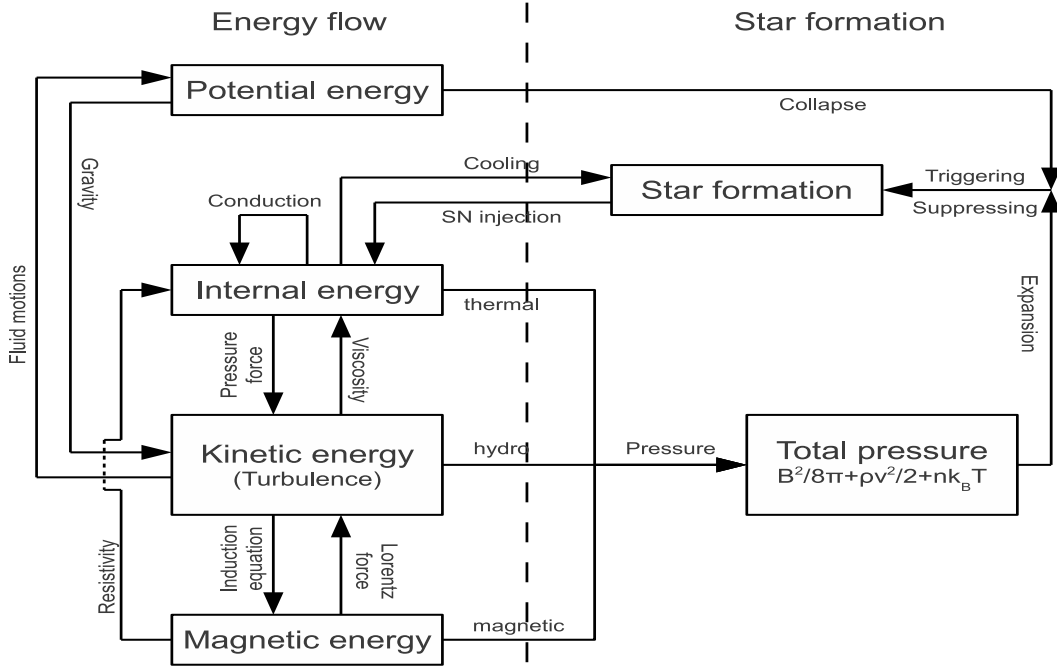 Energy flow
Star formation
Potential energy
Collapse
Gravity
Cooling
Star formation
Triggering
Suppressing
SN injection
Conduction
Internal energy
thermal
Fluid motions
Expansion
Pressure
force
Viscosity
Kinetic energy
(Turbulence)
hydro
Pressure
Total pressure
B²/8π+ρv²/2+nk_BT
Resistivity
Induction
equation
Lorentz
force
Magnetic energy
magnetic